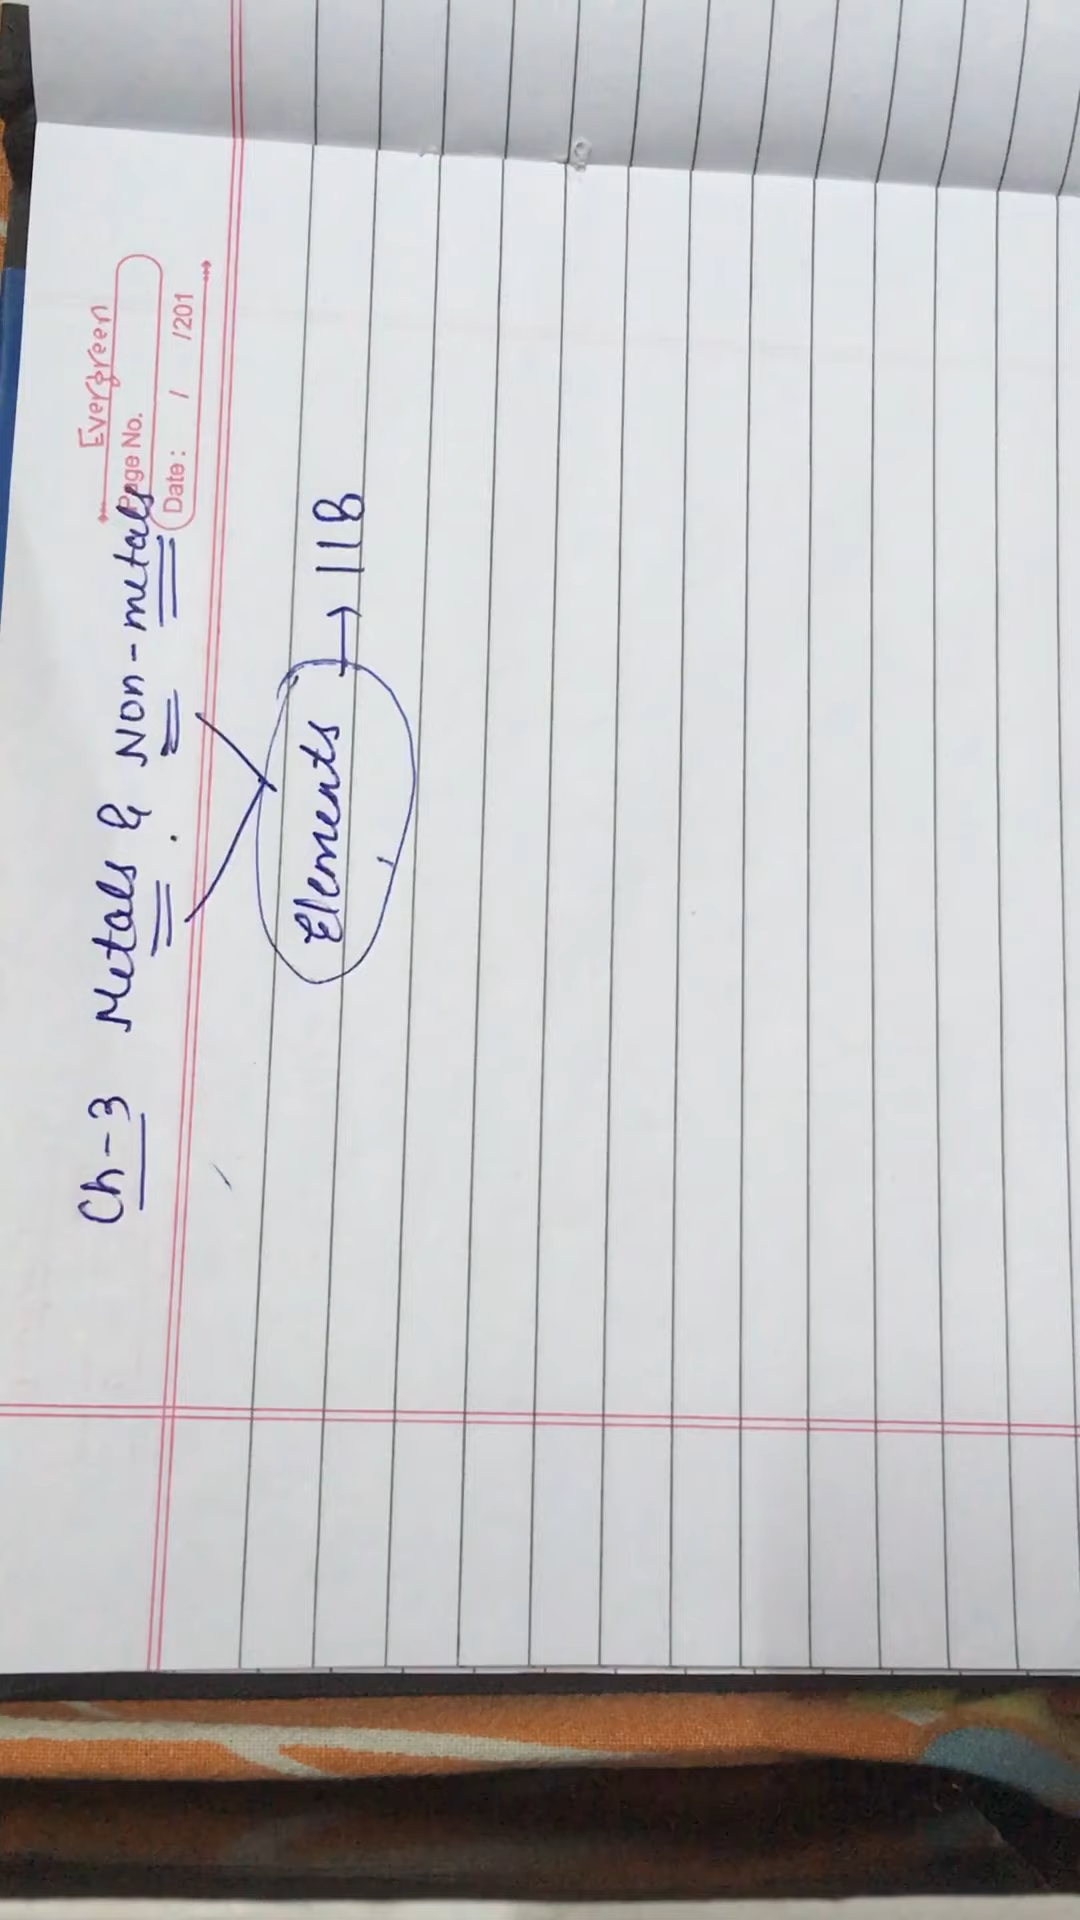 Evergreen
Page No.
Date: / /201
Ch-3 Metals & Non-metals
Elements → 118